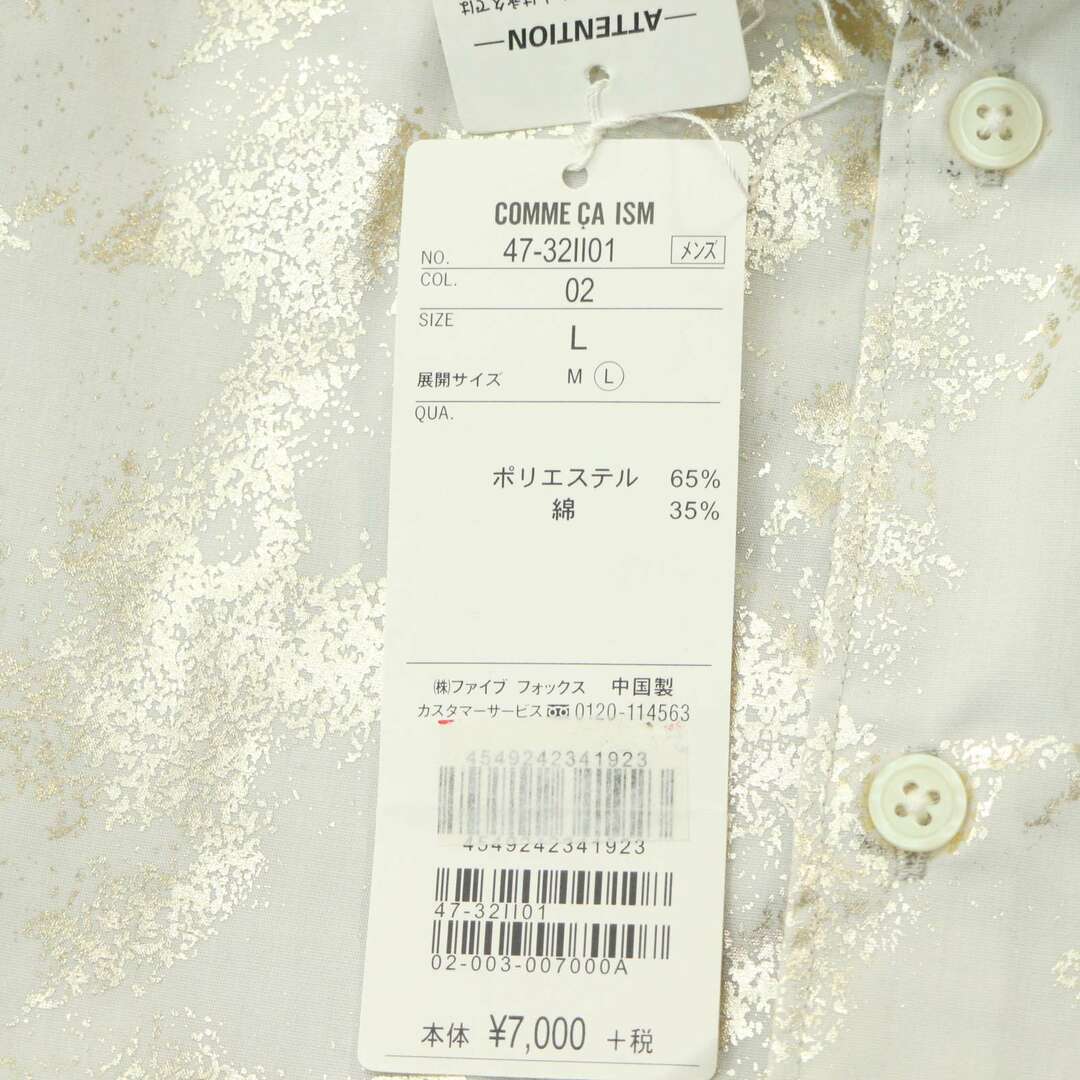 ATTENTION
COMME ÇA ISM
NO. 47-32II01 メンズ
COL. 02
SIZE L
展開サイズ M L
QUA.
ポリエステル 65%
綿 35%
㈱ファイブ フォックス 中国製
カスタマーサービス 0120-114563
4549242341923
4549242341923
47-32II01
02-003-007000A
本体 ¥7,000 +税